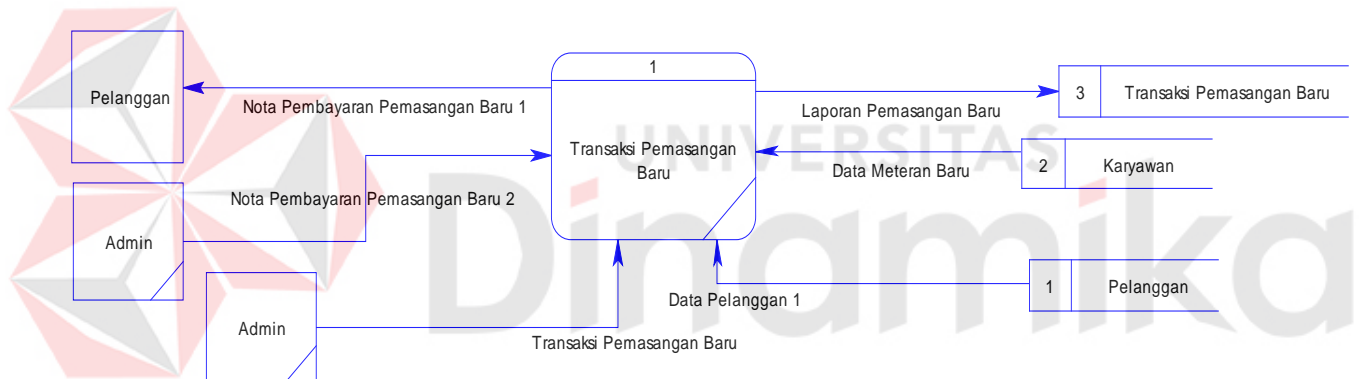 1
Pelanggan
Nota Pembayaran Pemasangan Baru 1
Transaksi Pemasangan
Baru
Laporan Pemasangan Baru
3 Transaksi Pemasangan Baru
UNIVERSITAS
Dinamika
Data Meteran Baru
2 Karyawan
Nota Pembayaran Pemasangan Baru 2
Admin
Data Pelanggan 1
1 Pelanggan
Admin
Transaksi Pemasangan Baru